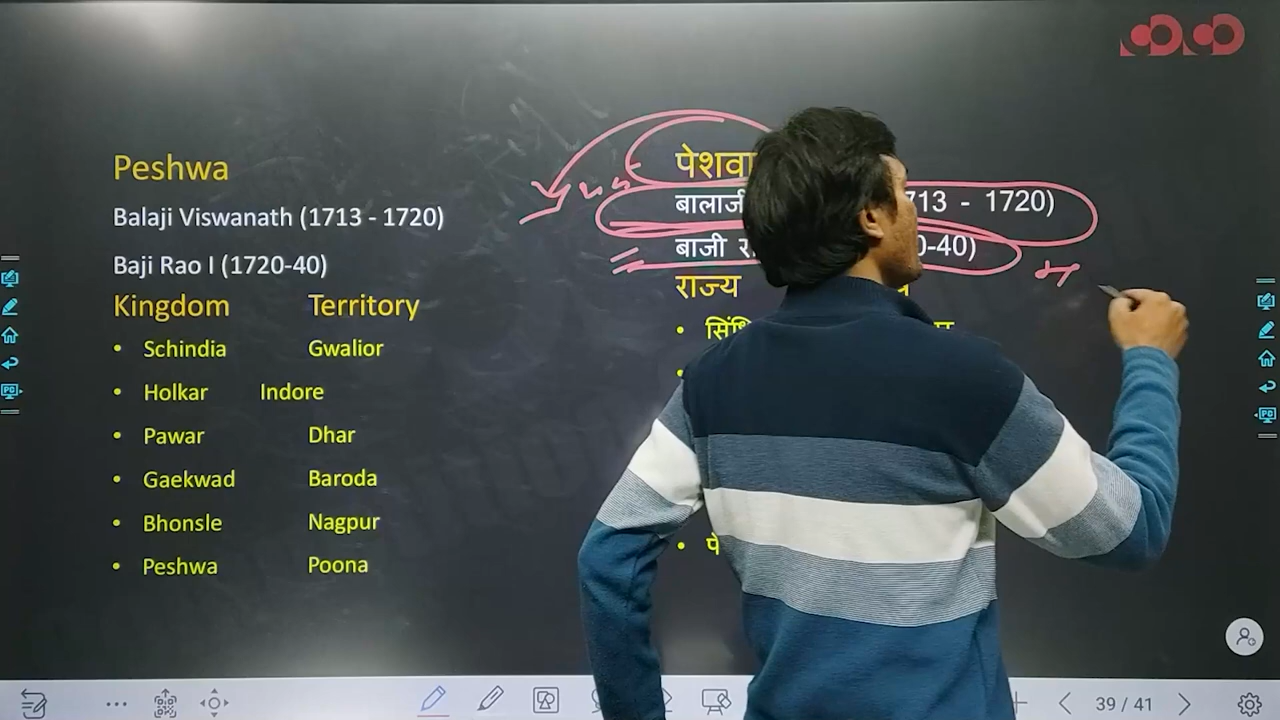 Peshwa
Balaji Viswanath (1713 - 1720)
Baji Rao I (1720-40)
Kingdom Territory
• Schindia Gwalior
• Holkar Indore
• Pawar Dhar
• Gaekwad Baroda
• Bhonsle Nagpur
• Peshwa Poona
पेशवा
बालाजी 713 - 1720)
बाजी 0-40)
राज्य
39 / 41